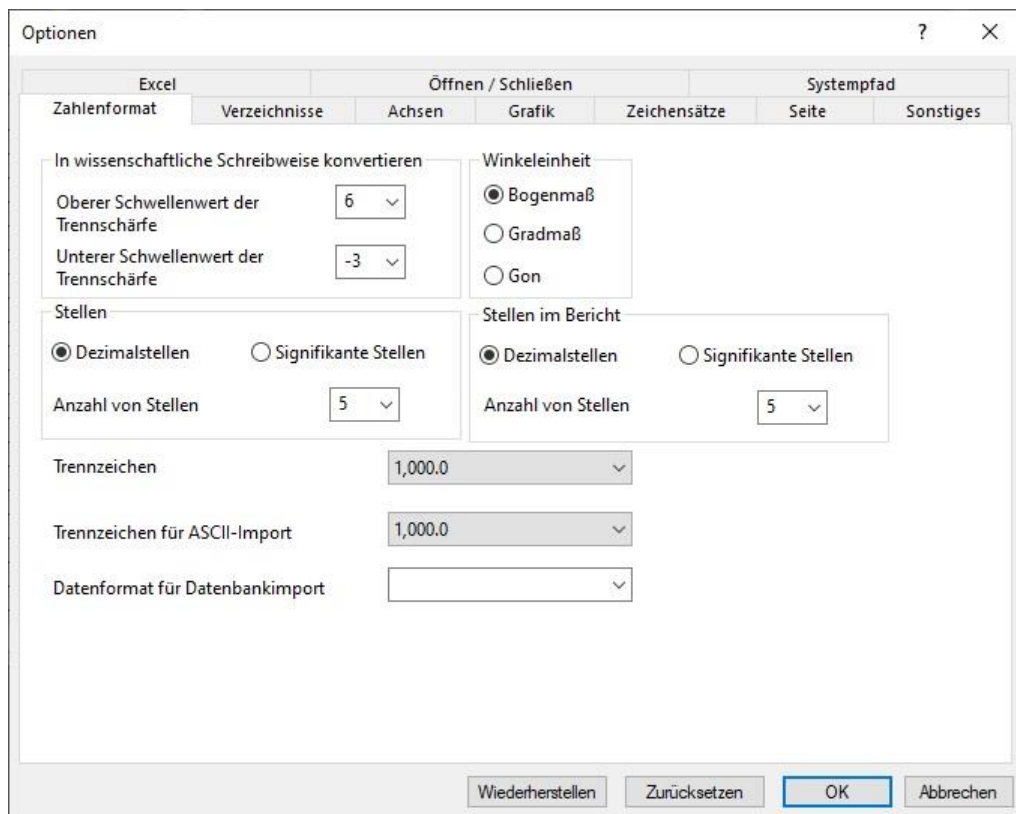 Optionen
?
Excel
Öffnen / Schließen
Systempfad
Zahlenformat
Verzeichnisse
Achsen
Grafik
Zeichensätze
Seite
Sonstiges
In wissenschaftliche Schreibweise konvertieren
Oberer Schwellenwert der
Trennschärfe
6
Unterer Schwellenwert der
Trennschärfe
-3
Winkeleinheit
Bogenmaß
Gradmaß
Gon
Stellen
Dezimalstellen
Signifikante Stellen
Anzahl von Stellen
5
Stellen im Bericht
Dezimalstellen
Signifikante Stellen
Anzahl von Stellen
5
Trennzeichen
1,000.0
Trennzeichen für ASCII-Import
1,000.0
Datenformat für Datenbankimport
Wiederherstellen
Zurücksetzen
OK
Abbrechen